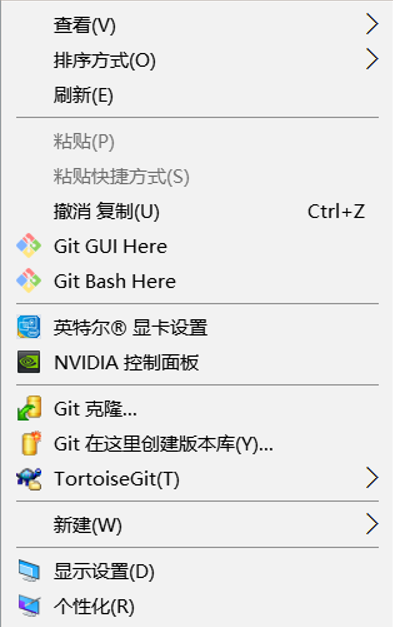 查看(V)
排序方式(O)
刷新(E)
粘贴(P)
粘贴快捷方式(S)
撤消 复制(U) Ctrl+Z
Git GUI Here
Git Bash Here
英特尔® 显卡设置
NVIDIA 控制面板
Git 克隆...
Git 在这里创建版本库(Y)...
TortoiseGit(T)
新建(W)
显示设置(D)
个性化(R)